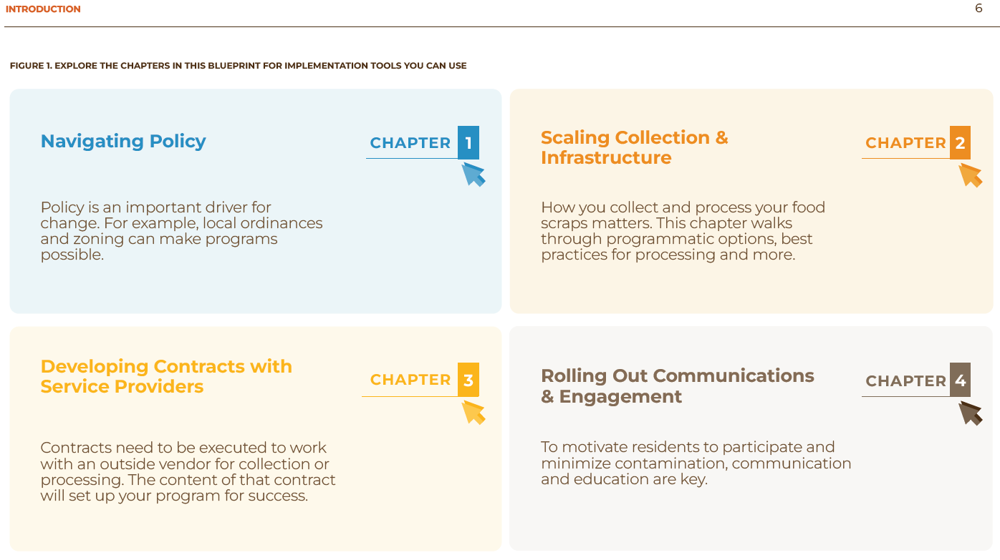 INTRODUCTION
6
FIGURE 1. EXPLORE THE CHAPTERS IN THIS BLUEPRINT FOR IMPLEMENTATION TOOLS YOU CAN USE
Navigating Policy
CHAPTER 1
Policy is an important driver for
change. For example, local ordinances
and zoning can make programs
possible.
Scaling Collection &
Infrastructure
CHAPTER 2
How you collect and process your food
scraps matters. This chapter walks
through programmatic options, best
practices for processing and more.
Developing Contracts with
Service Providers
CHAPTER 3
Contracts need to be executed to work
with an outside vendor for collection or
processing. The content of that contract
will set up your program for success.
Rolling Out Communications
& Engagement
CHAPTER 4
To motivate residents to participate and
minimize contamination, communication
and education are key.